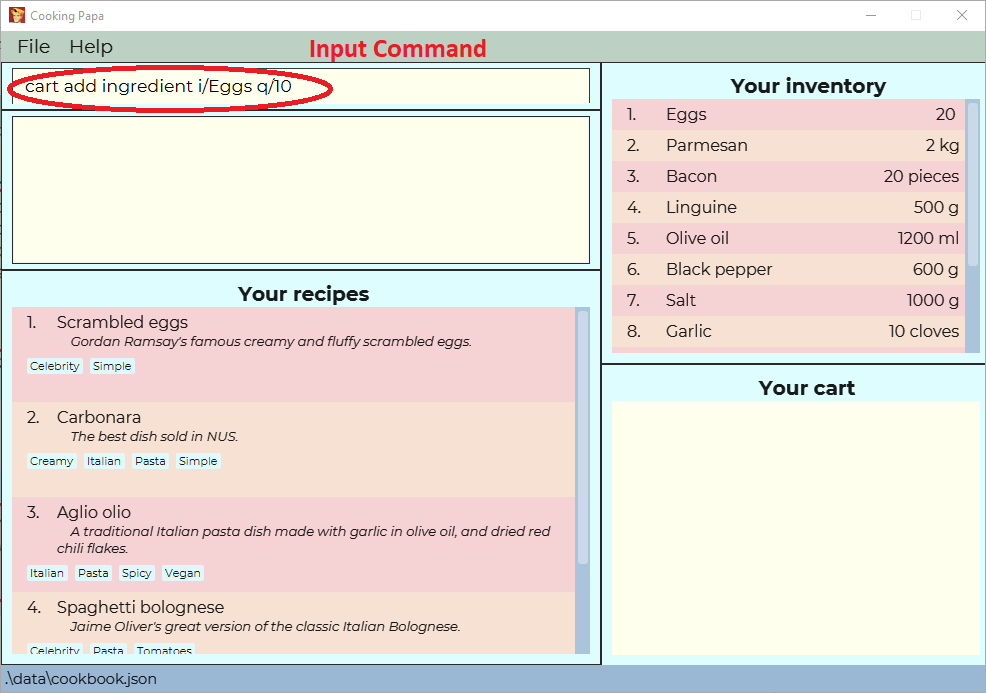 Cooking Papa
File Help
Input Command
cart add ingredient i/Eggs q/10
Your recipes
1. Scrambled eggs
Gordan Ramsay's famous creamy and fluffy scrambled eggs.
Celebrity Simple
2. Carbonara
The best dish sold in NUS.
Creamy Italian Pasta Simple
3. Aglio olio
A traditional Italian pasta dish made with garlic in olive oil, and dried red
chili flakes.
Italian Pasta Spicy Vegan
4. Spaghetti bolognese
Jaime Oliver's great version of the classic Italian Bolognese.
Celebrity Pasta Tomatoes
Your inventory
1. Eggs 20
2. Parmesan 2 kg
3. Bacon 20 pieces
4. Linguine 500 g
5. Olive oil 1200 ml
6. Black pepper 600 g
7. Salt 1000 g
8. Garlic 10 cloves
Your cart
.\data\cookbook.json